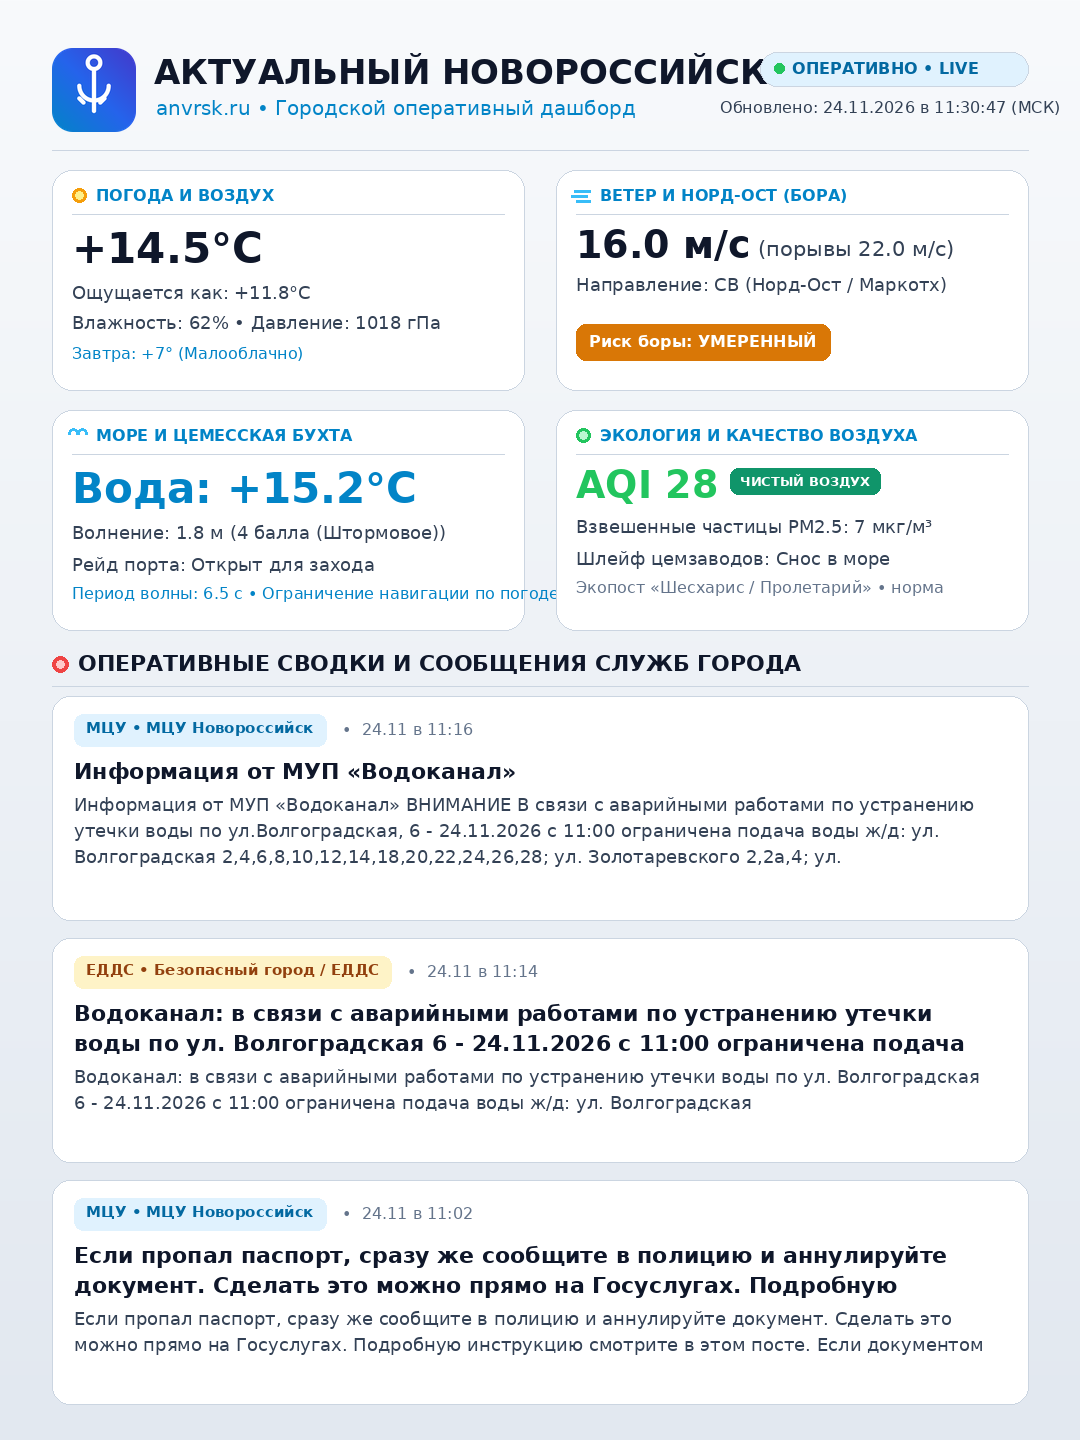 АКТУАЛЬНЫЙ НОВОРОССИЙСК
ОПЕРАТИВНО • LIVE
anvrsk.ru • Городской оперативный дашборд
Обновлено: 24.11.2026 в 11:30:47 (МСК)
ПОГОДА И ВОЗДУХ
+14.5°C
Ощущается как: +11.8°C
Влажность: 62% • Давление: 1018 гПа
Завтра: +7° (Малооблачно)
ВЕТЕР И НОРД-ОСТ (БОРА)
16.0 м/с (порывы 22.0 м/с)
Направление: СВ (Норд-Ост / Маркотх)
Риск боры: УМЕРЕННЫЙ
МОРЕ И ЦЕМЕССКАЯ БУХТА
Вода: +15.2°C
Волнение: 1.8 м (4 балла (Штормовое))
Рейд порта: Открыт для захода
Период волны: 6.5 с • Ограничение навигации по погоде
ЭКОЛОГИЯ И КАЧЕСТВО ВОЗДУХА
AQI 28 ЧИСТЫЙ ВОЗДУХ
Взвешенные частицы PM2.5: 7 мкг/м³
Шлейф цемзаводов: Снос в море
Экопост «Шесхарис / Пролетарий» • норма
ОПЕРАТИВНЫЕ СВОДКИ И СООБЩЕНИЯ СЛУЖБ ГОРОДА
МЦУ • МЦУ Новороссийск • 24.11 в 11:16
Информация от МУП «Водоканал»
Информация от МУП «Водоканал» ВНИМАНИЕ В связи с аварийными работами по устранению
утечки воды по ул.Волгоградская, 6 - 24.11.2026 с 11:00 ограничена подача воды ж/д: ул.
Волгоградская 2,4,6,8,10,12,14,18,20,22,24,26,28; ул. Золотаревского 2,2а,4; ул.
ЕДДС • Безопасный город / ЕДДС • 24.11 в 11:14
Водоканал: в связи с аварийными работами по устранению утечки
воды по ул. Волгоградская 6 - 24.11.2026 с 11:00 ограничена подача
Водоканал: в связи с аварийными работами по устранению утечки воды по ул. Волгоградская
6 - 24.11.2026 с 11:00 ограничена подача воды ж/д: ул. Волгоградская
МЦУ • МЦУ Новороссийск • 24.11 в 11:02
Если пропал паспорт, сразу же сообщите в полицию и аннулируйте
документ. Сделать это можно прямо на Госуслугах. Подробную
Если пропал паспорт, сразу же сообщите в полицию и аннулируйте документ. Сделать это
можно прямо на Госуслугах. Подробную инструкцию смотрите в этом посте. Если документом